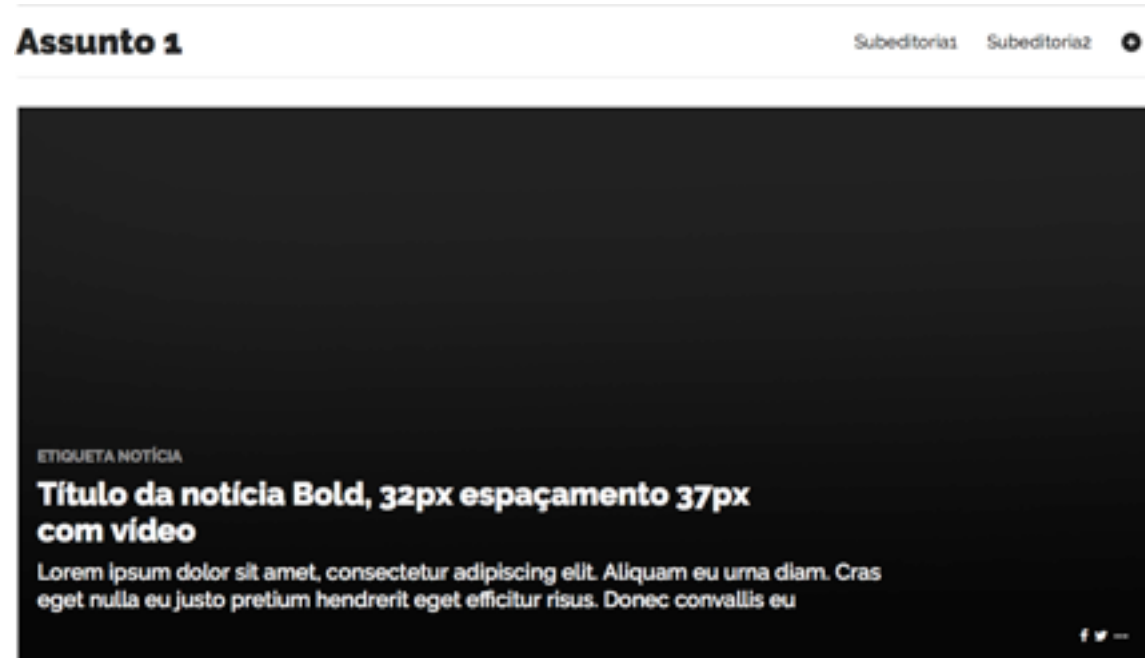 Assunto 1
Subeditoria1 Subeditoria2
ETIQUETA NOTÍCIA
Título da notícia Bold, 32px espaçamento 37px
com vídeo
Lorem ipsum dolor sit amet, consectetur adipiscing elit. Aliquam eu urna diam. Cras
eget nulla eu justo pretium hendrerit eget efficitur risus. Donec convallis eu